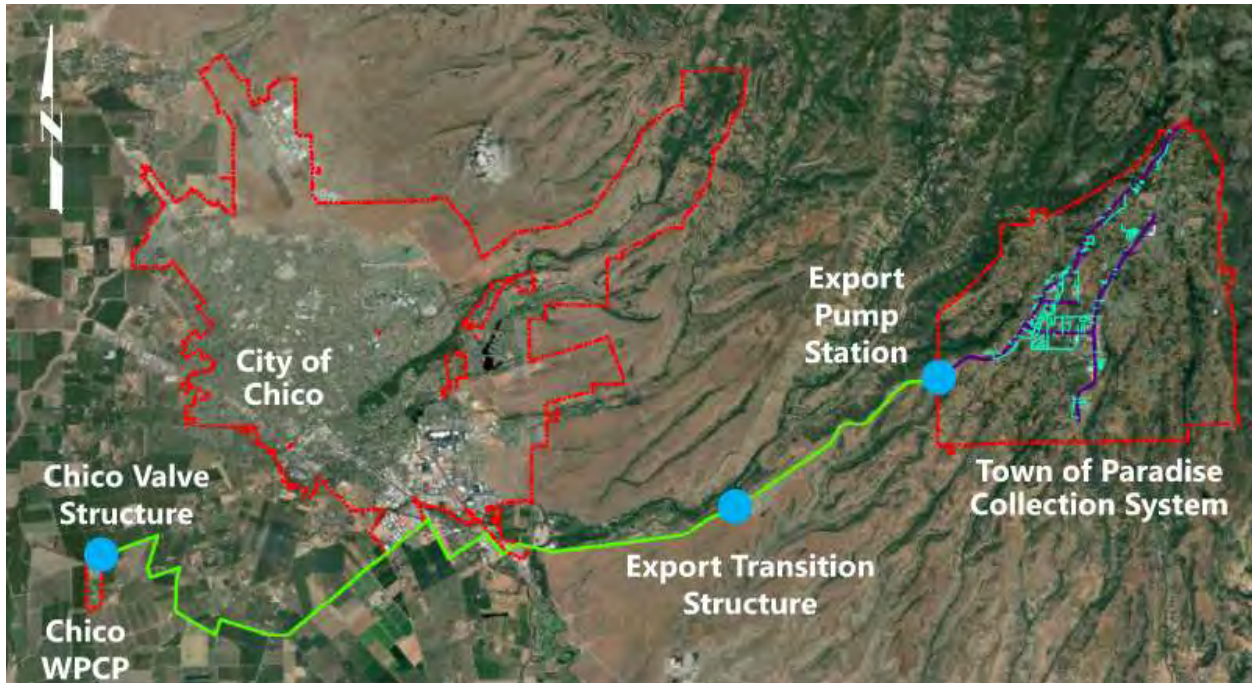 Export
Pump
Station
City of
Chico
Chico Valve
Structure
Town of Paradise
Collection System
Export Transition
Structure
Chico
WPCP